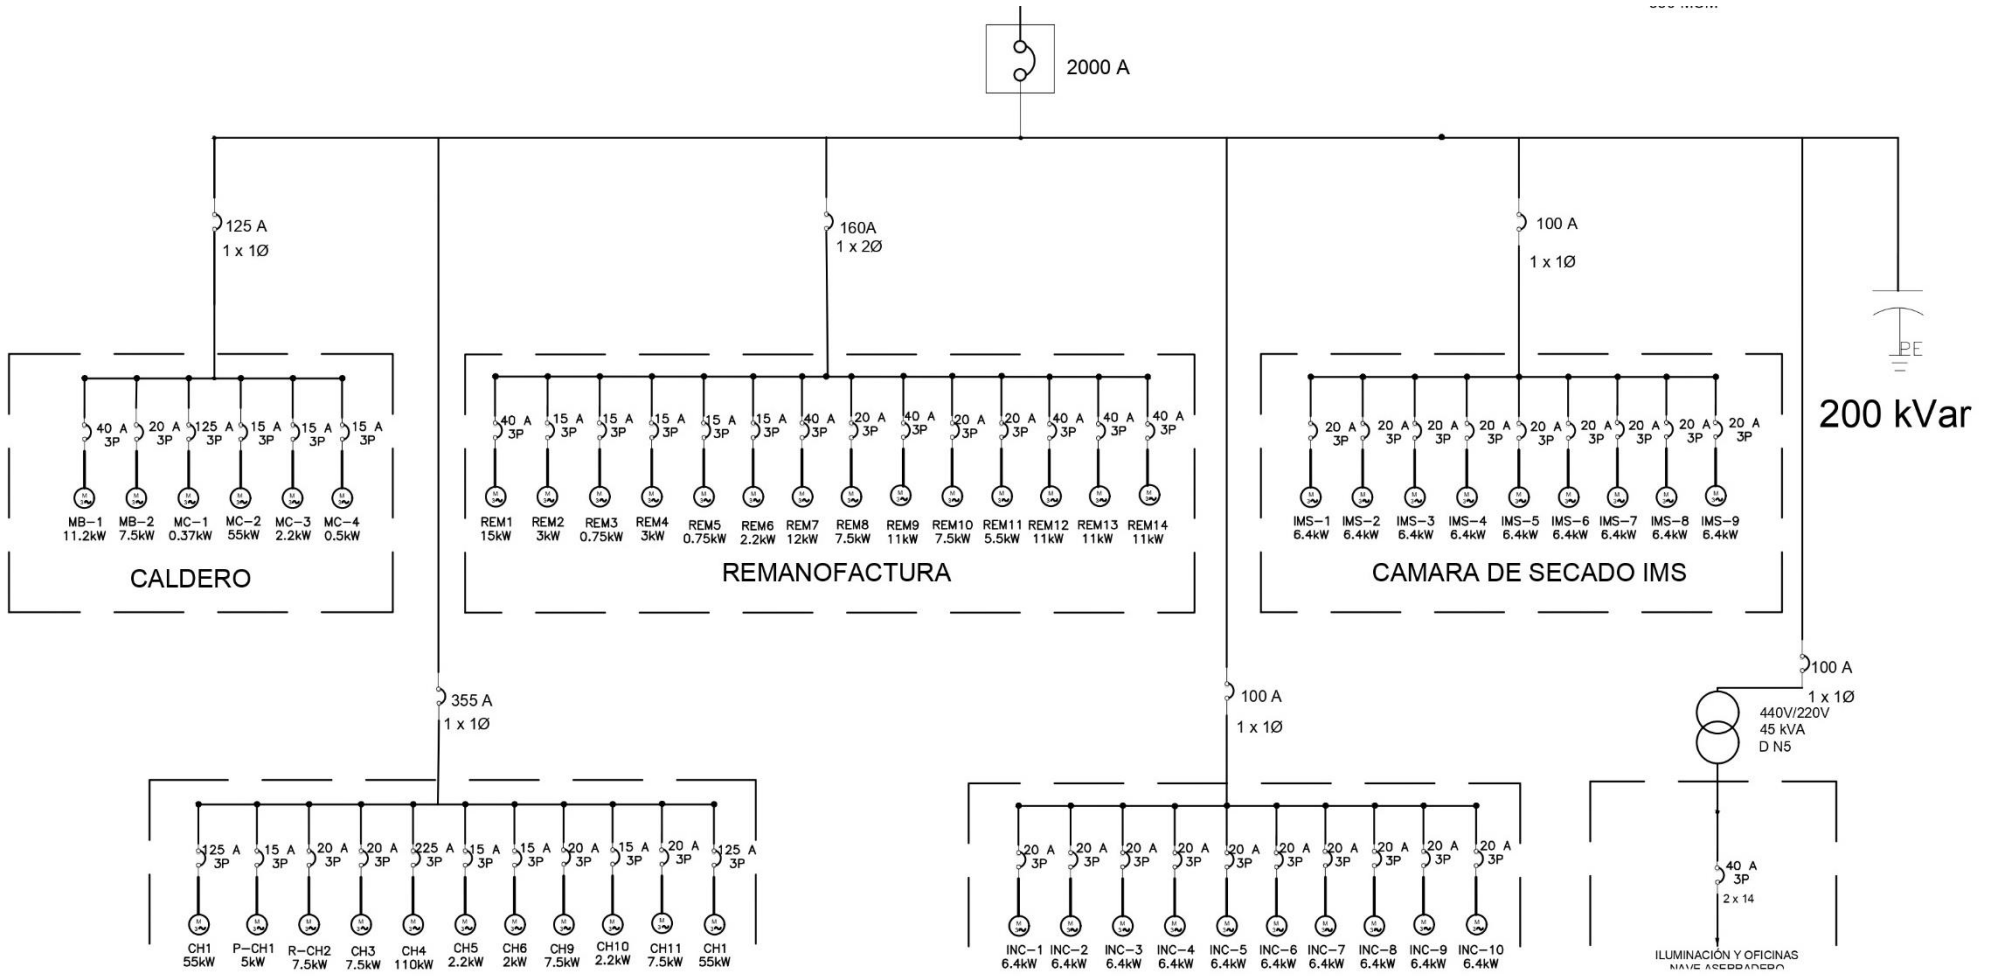 2000 A
125 A
1 x 1Ø
160A
1 x 2Ø
100 A
1 x 1Ø
PE
200 kVar
40 A
3P
20 A
3P
125 A
3P
15 A
3P
15 A
3P
15 A
3P
MB-1
11.2kW
MB-2
7.5kW
MC-1
0.37kW
MC-2
55kW
MC-3
2.2kW
MC-4
0.5kW
CALDERO
40 A
3P
15 A
3P
15 A
3P
15 A
3P
15 A
3P
15 A
3P
40 A
3P
20 A
3P
40 A
3P
20 A
3P
20 A
3P
40 A
3P
40 A
3P
40 A
3P
REM1
15kW
REM2
3kW
REM3
0.75kW
REM4
3kW
REM5
0.75kW
REM6
2.2kW
REM7
12kW
REM8
7.5kW
REM9
11kW
REM10
7.5kW
REM11
5.5kW
REM12
11kW
REM13
11kW
REM14
11kW
REMANOFACTURA
20 A
3P
20 A
3P
20 A
3P
20 A
3P
20 A
3P
20 A
3P
20 A
3P
20 A
3P
20 A
3P
IMS-1
6.4kW
IMS-2
6.4kW
IMS-3
6.4kW
IMS-4
6.4kW
IMS-5
6.4kW
IMS-6
6.4kW
IMS-7
6.4kW
IMS-8
6.4kW
IMS-9
6.4kW
CAMARA DE SECADO IMS
355 A
1 x 1Ø
100 A
1 x 1Ø
100 A
1 x 1Ø
440V/220V
45 kVA
D N5
125 A
3P
15 A
3P
20 A
3P
20 A
3P
225 A
3P
15 A
3P
15 A
3P
20 A
3P
15 A
3P
20 A
3P
125 A
3P
CH1
55kW
P-CH1
5kW
R-CH2
7.5kW
CH3
7.5kW
CH4
110kW
CH5
2.2kW
CH6
2kW
CH9
7.5kW
CH10
2.2kW
CH11
7.5kW
CH1
55kW
20 A
3P
20 A
3P
20 A
3P
20 A
3P
20 A
3P
20 A
3P
20 A
3P
20 A
3P
20 A
3P
20 A
3P
INC-1
6.4kW
INC-2
6.4kW
INC-3
6.4kW
INC-4
6.4kW
INC-5
6.4kW
INC-6
6.4kW
INC-7
6.4kW
INC-8
6.4kW
INC-9
6.4kW
INC-10
6.4kW
40 A
3P
2 x 14
ILUMINACIÓN Y OFICINAS
NAVE ASERRADERO